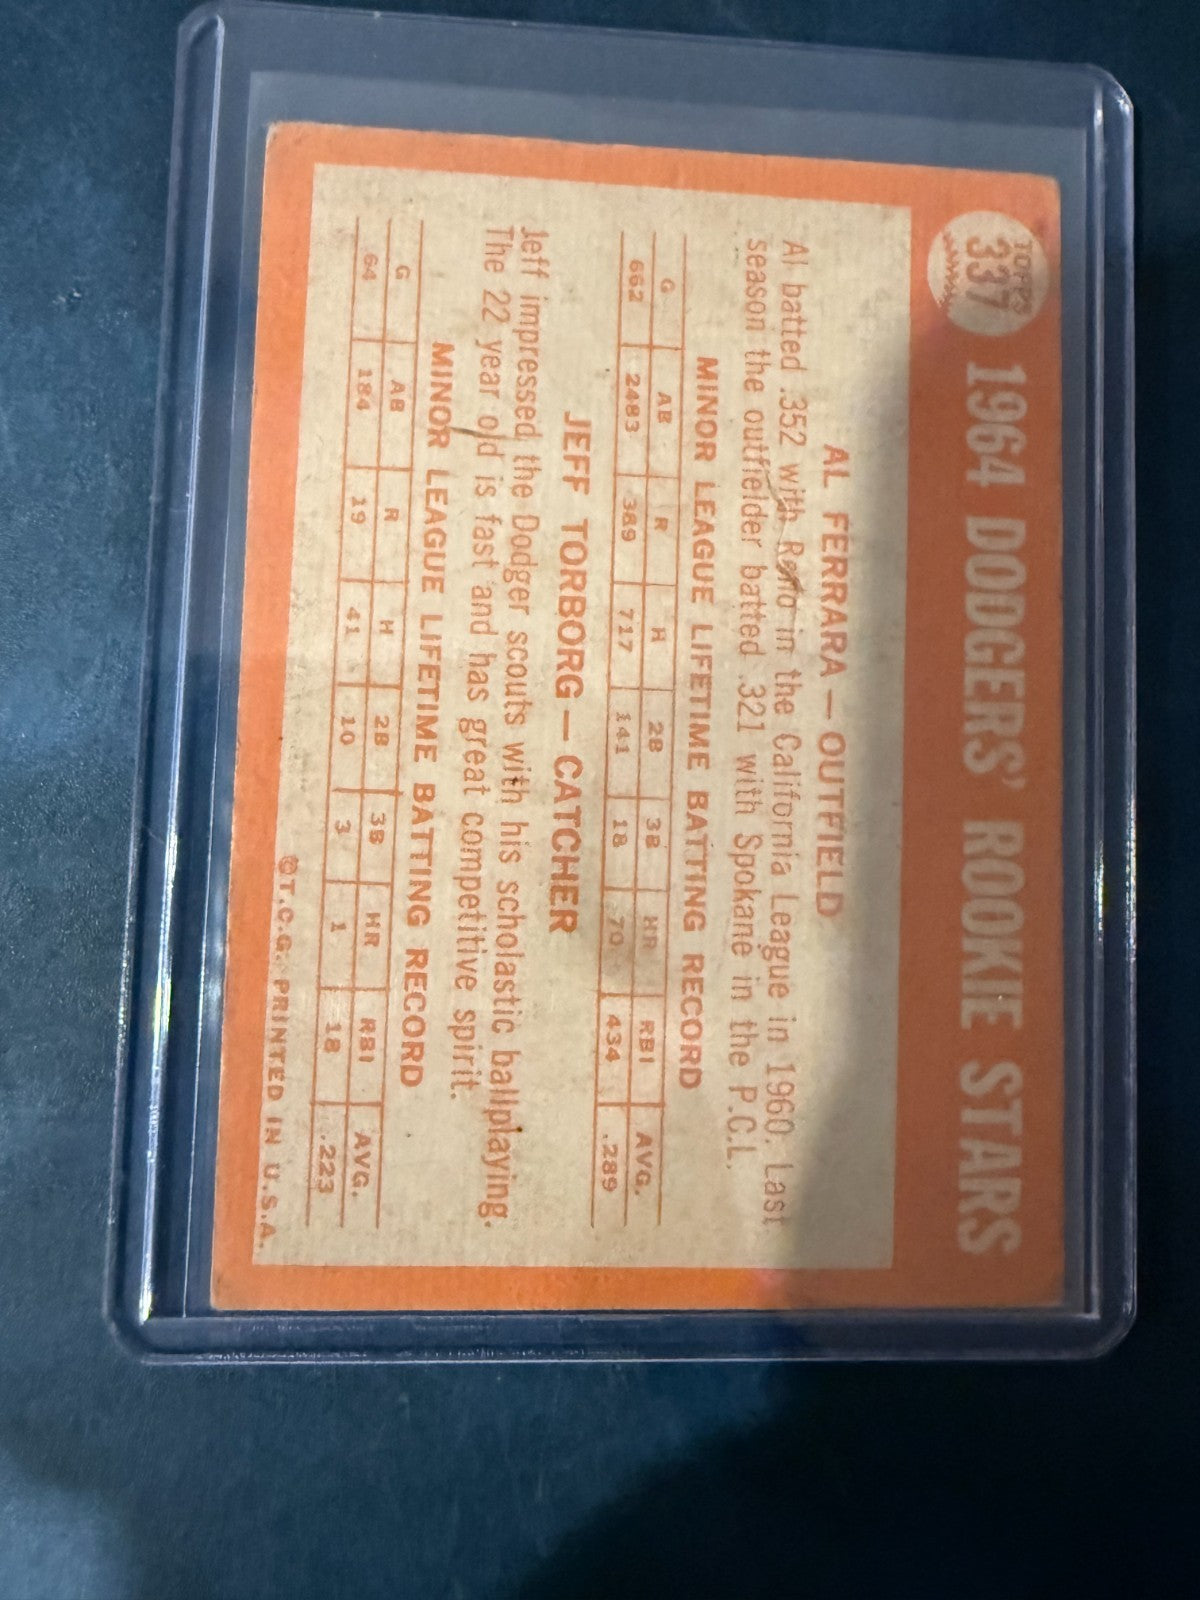 TOPPS
337
1964 DODGERS' ROOKIE STARS
AL FERRARA — OUTFIELD
Al batted .352 with Reno in the California League in 1960. Last
season the outfielder batted .321 with Spokane in the P.C.L.
MINOR LEAGUE LIFETIME BATTING RECORD
G AB R H 2B 3B HR RBI AVG.
662 2483 369 717 141 18 70 434 .289
JEFF TORBORG — CATCHER
Jeff impressed the Dodger scouts with his scholastic ballplaying.
The 22 year old is fast and has great competitive spirit.
MINOR LEAGUE LIFETIME BATTING RECORD
G AB R H 2B 3B HR RBI AVG.
64 184 19 41 10 3 1 18 .223
©T.C.G. PRINTED IN U.S.A.